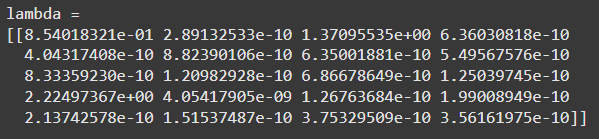 lambda =
[[8.54018321e-01 2.89132533e-10 1.37095535e+00 6.36030818e-10
4.04317408e-10 8.82390106e-10 6.35001881e-10 5.49567576e-10
8.33359230e-10 1.20982928e-10 6.86678649e-10 1.25039745e-10
2.22497367e+00 4.05417905e-09 1.26763684e-10 1.99008949e-10
2.13742578e-10 1.51537487e-10 3.75329509e-10 3.56161975e-10]]